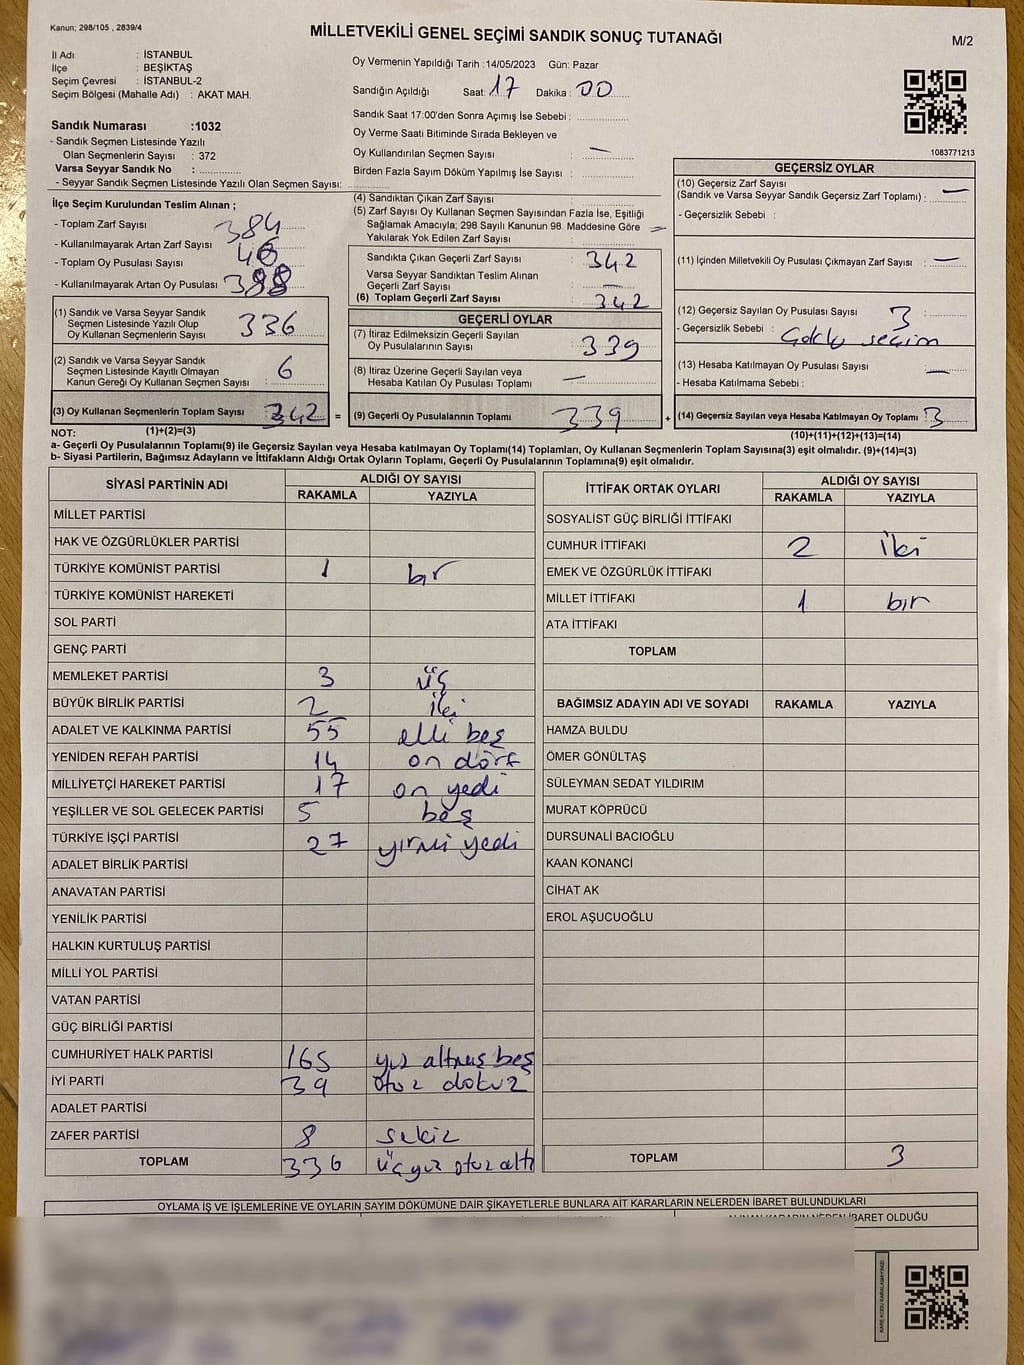 Kanun; 298/105 , 2839/4
MİLLETVEKİLİ GENEL SEÇİMİ SANDIK SONUÇ TUTANAĞI
M/2
İl Adı : İSTANBUL
İlçe : BEŞİKTAŞ
Seçim Çevresi : İSTANBUL-2
Seçim Bölgesi (Mahalle Adı) : AKAT MAH.
Oy Vermenin Yapıldığı Tarih :14/05/2023 Gün: Pazar
Sandığın Açıldığı Saat: 17 Dakika : 00
Sandık Saat 17:00'den Sonra Açımış İse Sebebi :
Oy Verme Saati Bitiminde Sırada Bekleyen ve
Oy Kullandırılan Seçmen Sayısı : —
Birden Fazla Sayım Döküm Yapılmış İse Sayısı :
1083771213
Sandık Numarası :1032
- Sandık Seçmen Listesinde Yazılı
Olan Seçmenlerin Sayısı : 372
Varsa Seyyar Sandık No :
- Seyyar Sandık Seçmen Listesinde Yazılı Olan Seçmen Sayısı:
İlçe Seçim Kurulundan Teslim Alınan ;
- Toplam Zarf Sayısı 384
- Kullanılmayarak Artan Zarf Sayısı
- Toplam Oy Pusulası Sayısı
- Kullanılmayarak Artan Oy Pusulası
(1) Sandık ve Varsa Seyyar Sandık
Seçmen Listesinde Yazılı Olup
Oy Kullanan Seçmenlerin Sayısı : 336
(2) Sandık ve Varsa Seyyar Sandık
Seçmen Listesinde Kayıtlı Olmayan
Kanun Gereği Oy Kullanan Seçmen Sayısı : 6
(3) Oy Kullanan Seçmenlerin Toplam Sayısı 342 =
(1)+(2)=(3)
(4) Sandıktan Çıkan Zarf Sayısı :
(5) Zarf Sayısı Oy Kullanan Seçmen Sayısından Fazla İse, Eşitliği
Sağlamak Amacıyla; 298 Sayılı Kanunun 98. Maddesine Göre
Yakılarak Yok Edilen Zarf Sayısı : —
Sandıkta Çıkan Geçerli Zarf Sayısı : 342
Varsa Seyyar Sandıktan Teslim Alınan
Geçerli Zarf Sayısı : —
(6) Toplam Geçerli Zarf Sayısı : 342
GEÇERLİ OYLAR
(7) İtiraz Edilmeksizin Geçerli Sayılan
Oy Pusulalarının Sayısı : 339
(8) İtiraz Üzerine Geçerli Sayılan veya
Hesaba Katılan Oy Pusulası Toplamı : —
(9) Geçerli Oy Pusulalarının Toplamı 339 +
GEÇERSİZ OYLAR
(10) Geçersiz Zarf Sayısı
(Sandık ve Varsa Seyyar Sandık Geçersiz Zarf Toplamı) : —
- Geçersizlik Sebebi :
(11) İçinden Milletvekili Oy Pusulası Çıkmayan Zarf Sayısı : —
(12) Geçersiz Sayılan Oy Pusulası Sayısı : 3
- Geçersizlik Sebebi : Çoklu seçim
(13) Hesaba Katılmayan Oy Pusulası Sayısı : —
- Hesaba Katılmama Sebebi :
(14) Geçersiz Sayılan veya Hesaba Katılmayan Oy Toplamı : 3
(10)+(11)+(12)+(13)=(14)
NOT:
a- Geçerli Oy Pusulalarının Toplamı(9) ile Geçersiz Sayılan veya Hesaba katılmayan Oy Toplamı(14) Toplamları, Oy Kullanan Seçmenlerin Toplam Sayısına(3) eşit olmalıdır. (9)+(14)=(3)
b- Siyasi Partilerin, Bağımsız Adayların ve İttifakların Aldığı Ortak Oyların Toplamı, Geçerli Oy Pusulalarının Toplamına(9) eşit olmalıdır.
SİYASİ PARTİNİN ADI ALDIĞI OY SAYISI
RAKAMLA YAZIYLA
MİLLET PARTİSİ
HAK VE ÖZGÜRLÜKLER PARTİSİ
TÜRKİYE KOMÜNİST PARTİSİ 1 bir
TÜRKİYE KOMÜNİST HAREKETİ
SOL PARTİ
GENÇ PARTİ
MEMLEKET PARTİSİ 3 üç
BÜYÜK BİRLİK PARTİSİ 2 iki
ADALET VE KALKINMA PARTİSİ 55 elli beş
YENİDEN REFAH PARTİSİ 14 on dört
MİLLİYETÇİ HAREKET PARTİSİ 17 on yedi
YEŞİLLER VE SOL GELECEK PARTİSİ 5 beş
TÜRKİYE İŞÇİ PARTİSİ 27 yirmi yedi
ADALET BİRLİK PARTİSİ
ANAVATAN PARTİSİ
YENİLİK PARTİSİ
HALKIN KURTULUŞ PARTİSİ
MİLLİ YOL PARTİSİ
VATAN PARTİSİ
GÜÇ BİRLİĞİ PARTİSİ
CUMHURİYET HALK PARTİSİ 165 yüz altmış beş
İYİ PARTİ 39 otuz dokuz
ADALET PARTİSİ
ZAFER PARTİSİ 8 sekiz
TOPLAM 336 üçyüz otuz altı
İTTİFAK ORTAK OYLARI ALDIĞI OY SAYISI
RAKAMLA YAZIYLA
SOSYALİST GÜÇ BİRLİĞİ İTTİFAKI
CUMHUR İTTİFAKI 2 iki
EMEK VE ÖZGÜRLÜK İTTİFAKI
MİLLET İTTİFAKI 1 bir
ATA İTTİFAKI
TOPLAM
BAĞIMSIZ ADAYIN ADI VE SOYADI RAKAMLA YAZIYLA
HAMZA BULDU
ÖMER GÖNÜLTAŞ
SÜLEYMAN SEDAT YILDIRIM
MURAT KÖPRÜCÜ
DURSUNALİ BACIOĞLU
KAAN KONANCİ
CİHAT AK
EROL AŞUCUOĞLU
TOPLAM 3
OYLAMA İŞ VE İŞLEMLERİNE VE OYLARIN SAYIM DÖKÜMÜNE DAİR ŞİKAYETLERLE BUNLARA AİT KARARLARIN NELERDEN İBARET BULUNDUKLARI
ALINAN KARARIN NEDEN İBARET OLDUĞU
KARE KODU KARALAMAYINIZ!